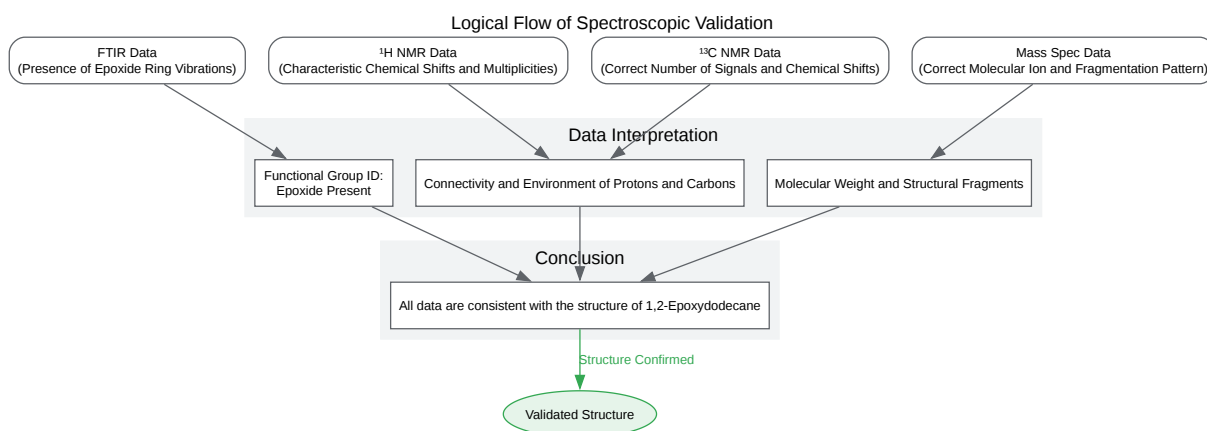 Logical Flow of Spectroscopic Validation
FTIR Data
(Presence of Epoxide Ring Vibrations)
¹H NMR Data
(Characteristic Chemical Shifts and Multiplicities)
¹³C NMR Data
(Correct Number of Signals and Chemical Shifts)
Mass Spec Data
(Correct Molecular Ion and Fragmentation Pattern)
Data Interpretation
Functional Group ID:
Epoxide Present
Connectivity and Environment of Protons and Carbons
Molecular Weight and Structural Fragments
Conclusion
All data are consistent with the structure of 1,2-Epoxydodecane
Structure Confirmed
Validated Structure